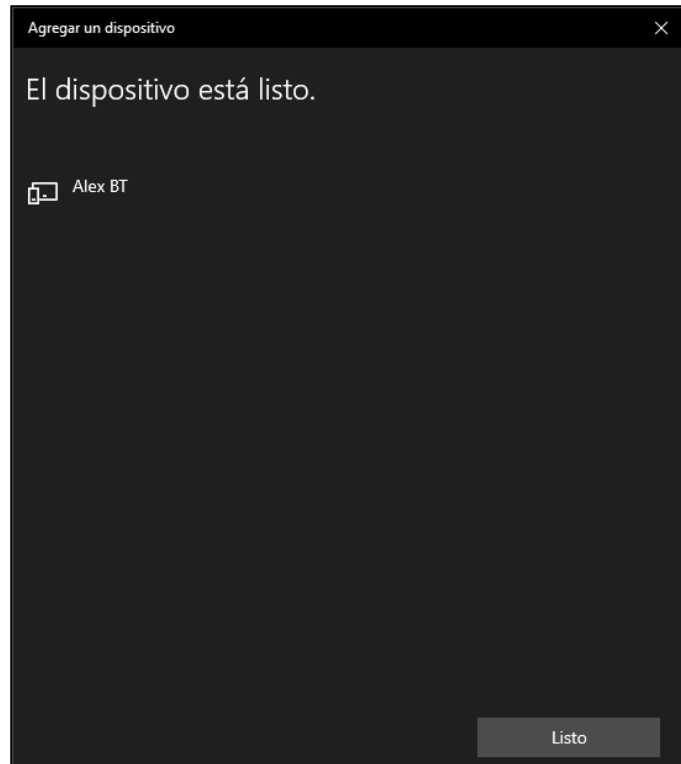 Agregar un dispositivo
El dispositivo está listo.
Alex BT
Listo